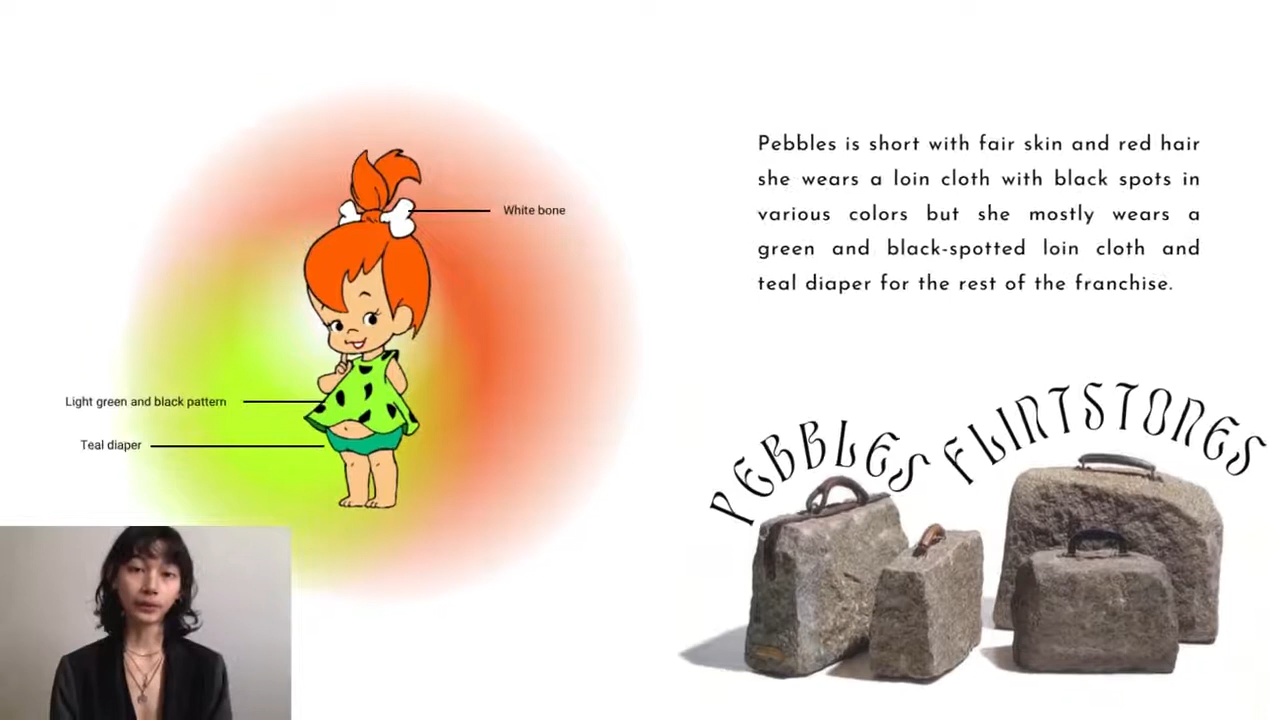 Pebbles is short with fair skin and red hair
she wears a loin cloth with black spots in
various colors but she mostly wears a
green and black-spotted loin cloth and
teal diaper for the rest of the franchise.
White bone
Light green and black pattern
Teal diaper
PEBBLES FLINTSTONES